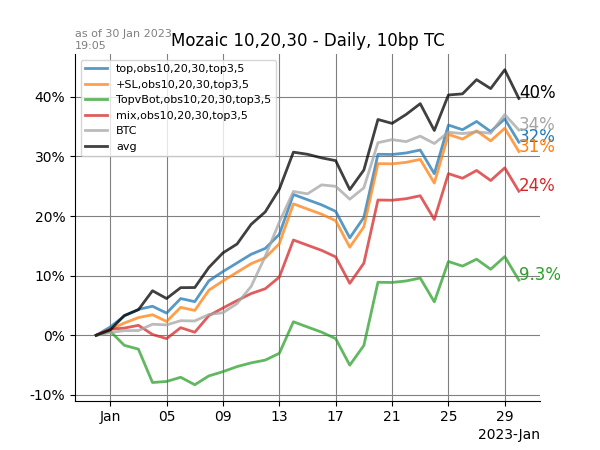 as of 30 Jan 2023
19:05
Mozaic 10,20,30 - Daily, 10bp TC
top,obs10,20,30,top3,5
+SL,obs10,20,30,top3,5
TopvBot,obs10,20,30,top3,5
mix,obs10,20,30,top3,5
BTC
avg
40%
30%
20%
10%
0%
-10%
40%
34%
32%
31%
24%
9.3%
Jan 05 09 13 17 21 25 29
2023-Jan